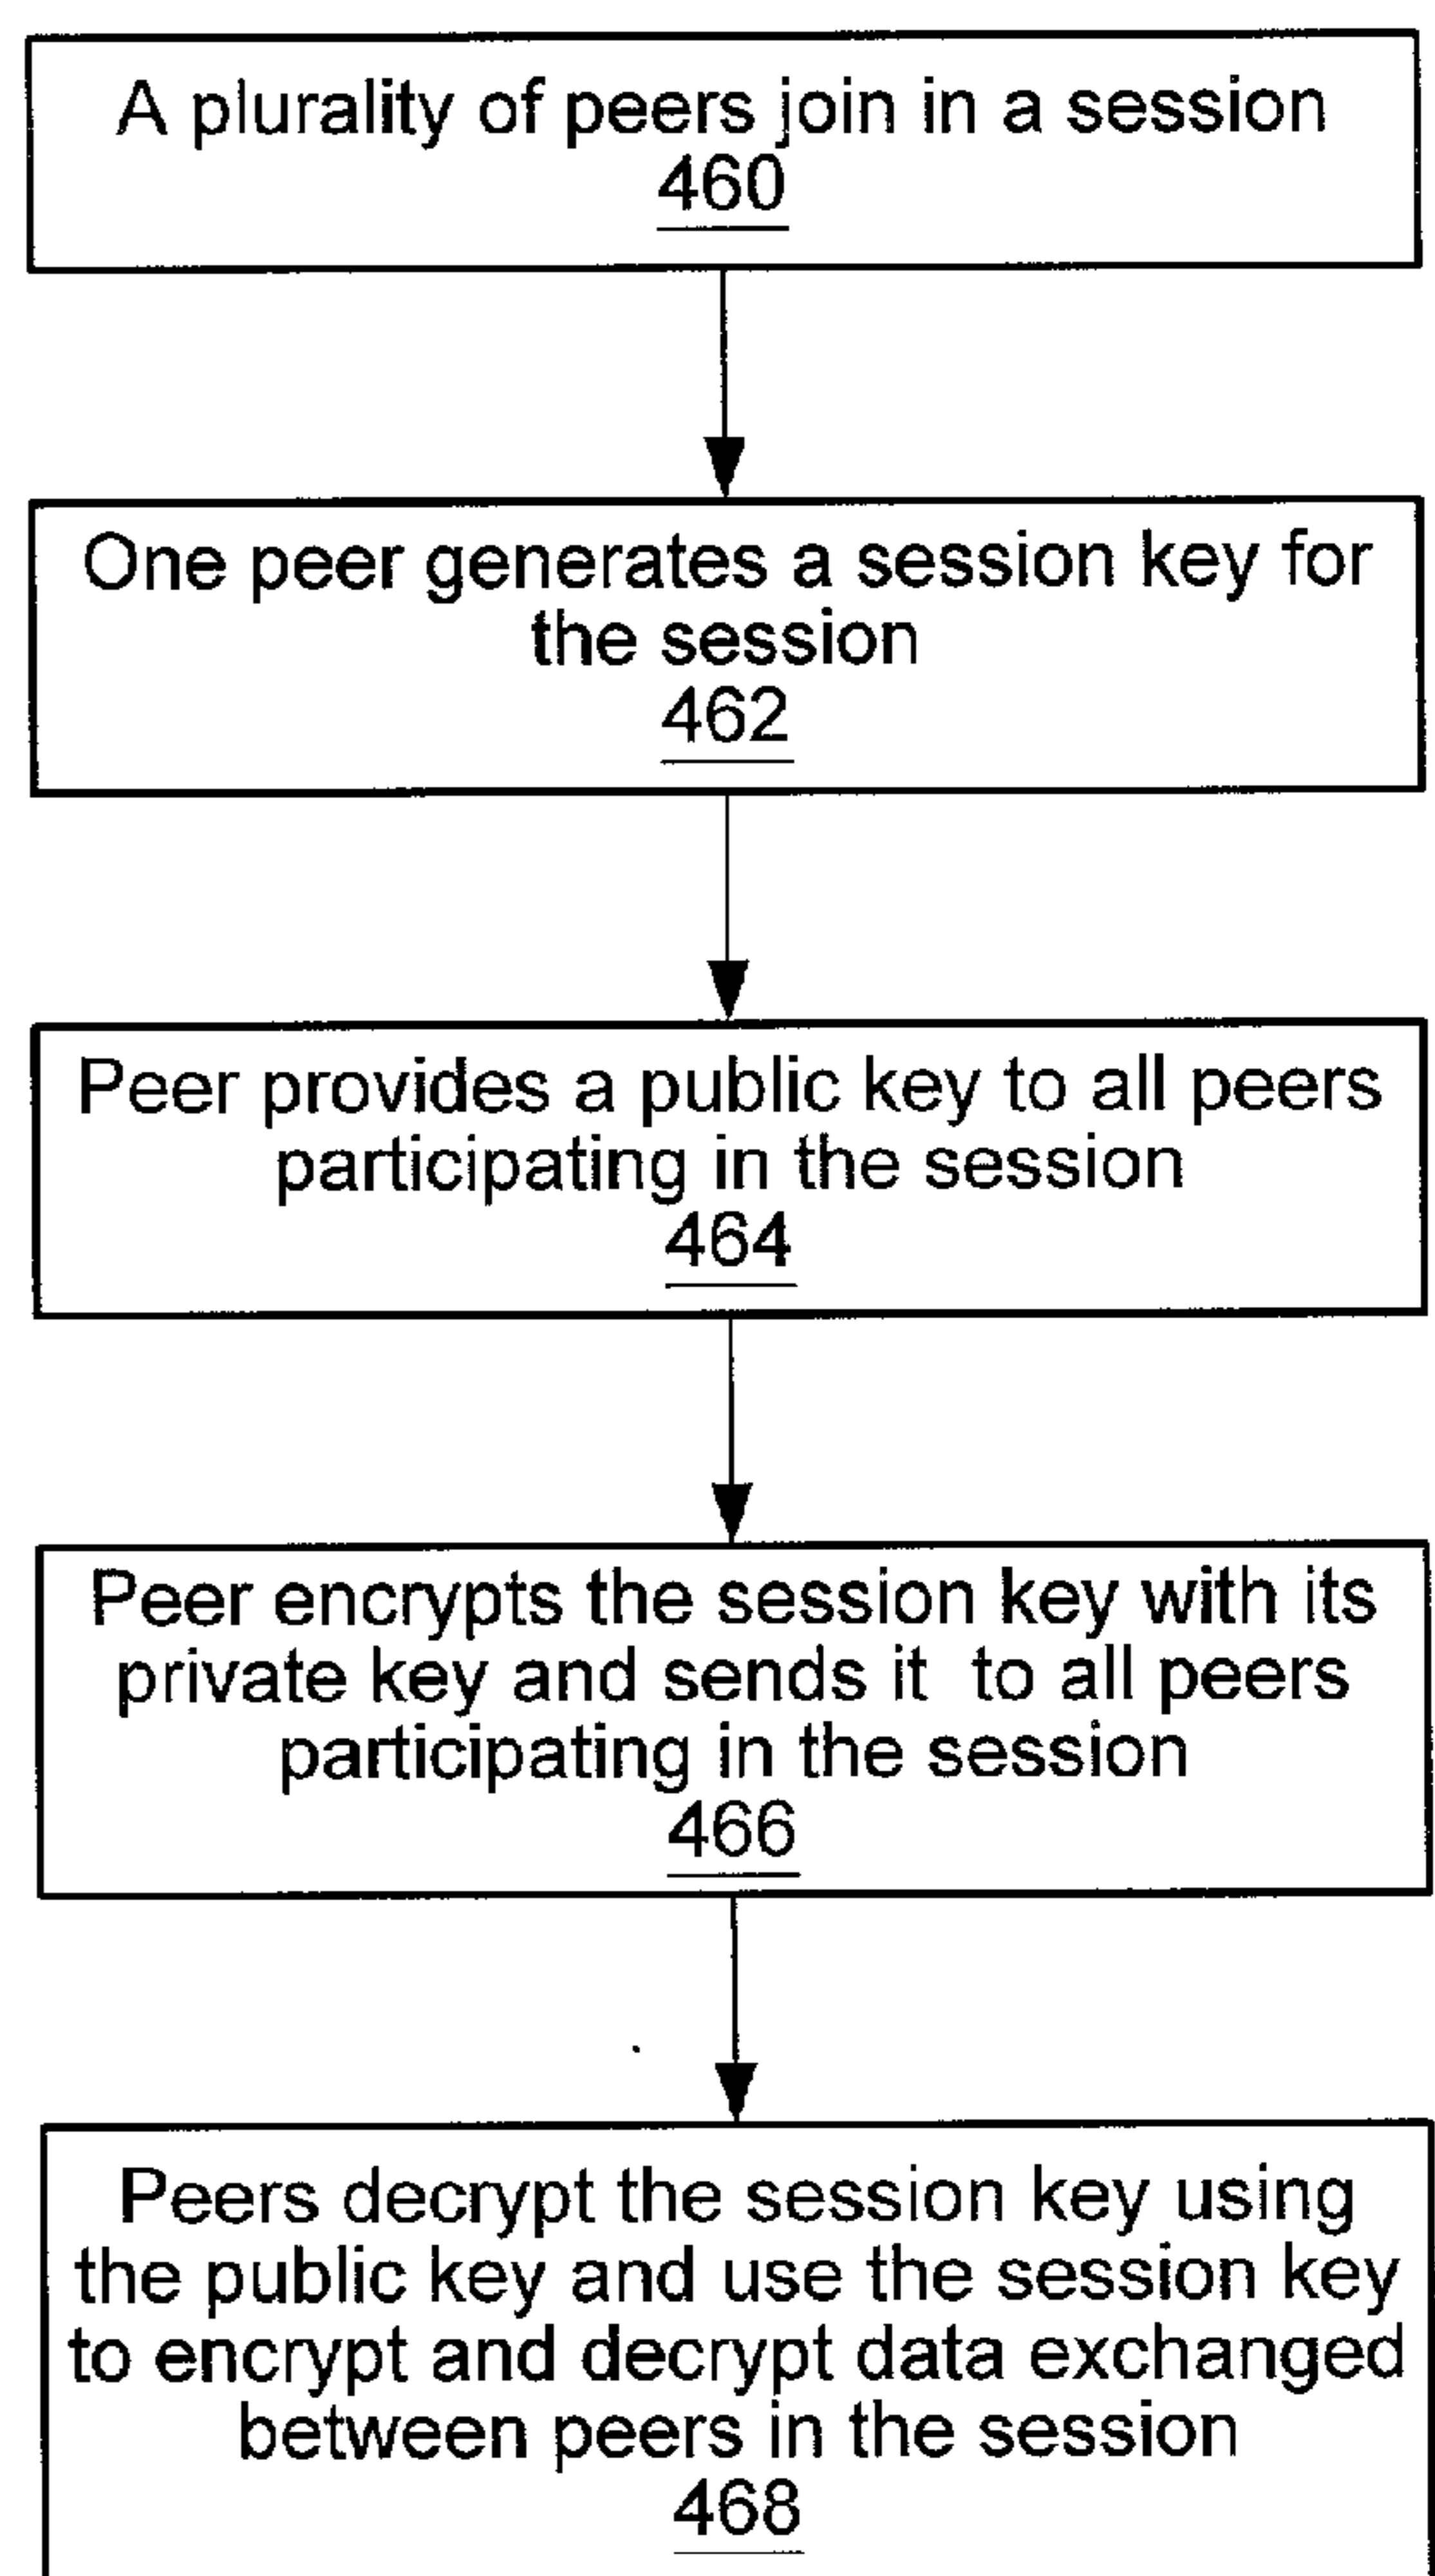 A plurality of peers join in a session
460
One peer generates a session key for
the session
462
Peer provides a public key to all peers
participating in the session
464
Peer encrypts the session key with its
private key and sends it to all peers
participating in the session
466
Peers decrypt the session key using
the public key and use the session key
to encrypt and decrypt data exchanged
between peers in the session
468